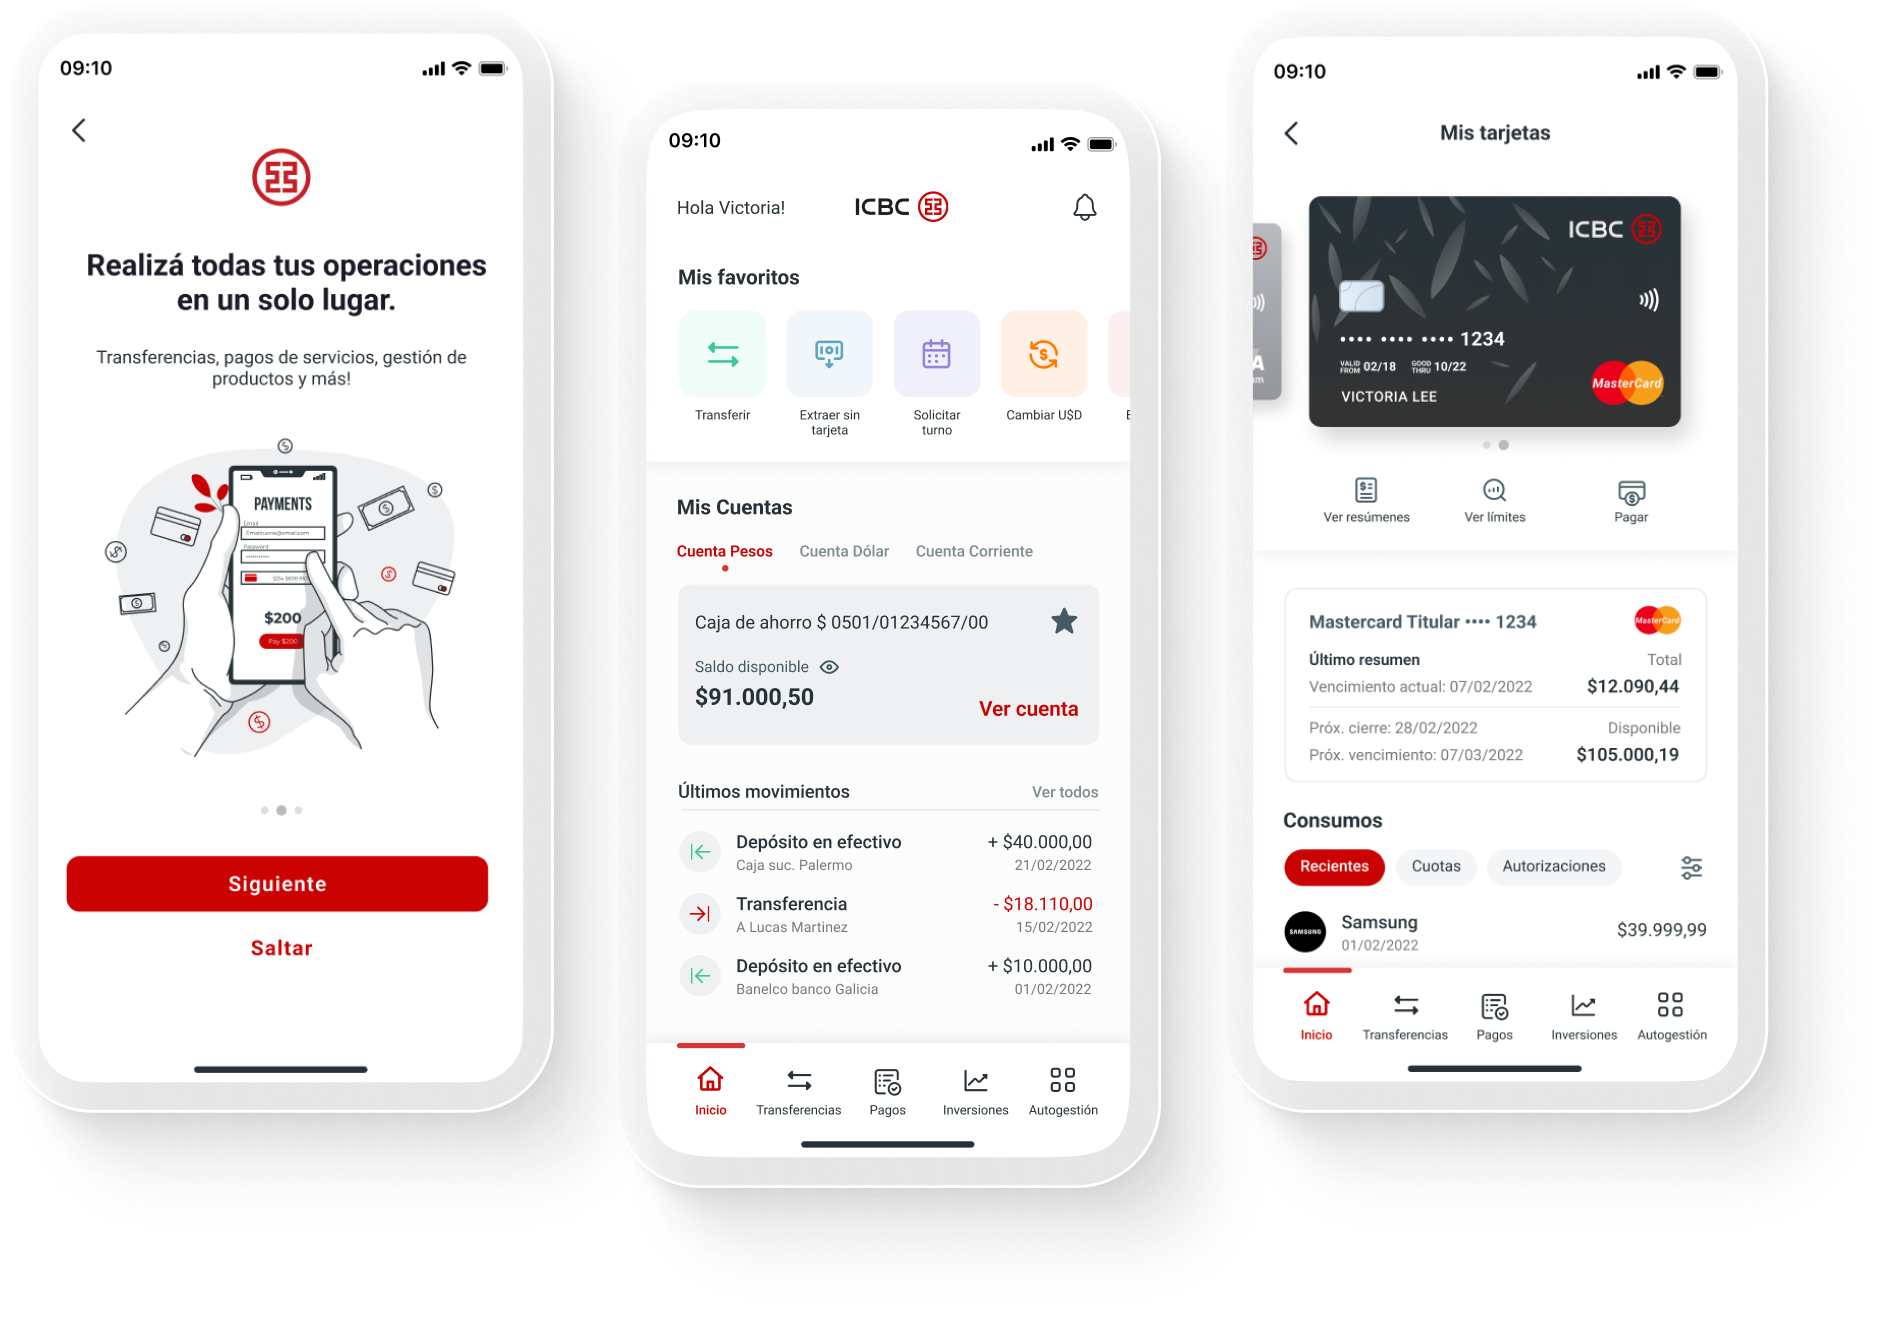 09:10
Realizá todas tus operaciones
en un solo lugar.
Transferencias, pagos de servicios, gestión de
productos y más!
PAYMENTS
Email
Emailname@email.com
Password
$200
Pay $200
Siguiente
Saltar
09:10
Hola Victoria!
ICBC
Mis favoritos
Transferir
Extraer sin
tarjeta
Solicitar
turno
Cambiar U$D
Mis Cuentas
Cuenta Pesos
Cuenta Dólar
Cuenta Corriente
Caja de ahorro $ 0501/01234567/00
Saldo disponible
$91.000,50
Ver cuenta
Últimos movimientos
Ver todos
Depósito en efectivo
+ $40.000,00
Caja suc. Palermo
21/02/2022
Transferencia
- $18.110,00
A Lucas Martinez
15/02/2022
Depósito en efectivo
+ $10.000,00
Banelco banco Galicia
01/02/2022
Inicio
Transferencias
Pagos
Inversiones
Autogestión
09:10
Mis tarjetas
ICBC
•••• •••• •••• 1234
VALID
FROM 02/18
GOOD
THRU 10/22
VICTORIA LEE
MasterCard
Ver resúmenes
Ver límites
Pagar
Mastercard Titular •••• 1234
MasterCard
Último resumen
Total
Vencimiento actual: 07/02/2022
$12.090,44
Próx. cierre: 28/02/2022
Disponible
Próx. vencimiento: 07/03/2022
$105.000,19
Consumos
Recientes
Cuotas
Autorizaciones
SAMSUNG
Samsung
$39.999,99
01/02/2022
Inicio
Transferencias
Pagos
Inversiones
Autogestión